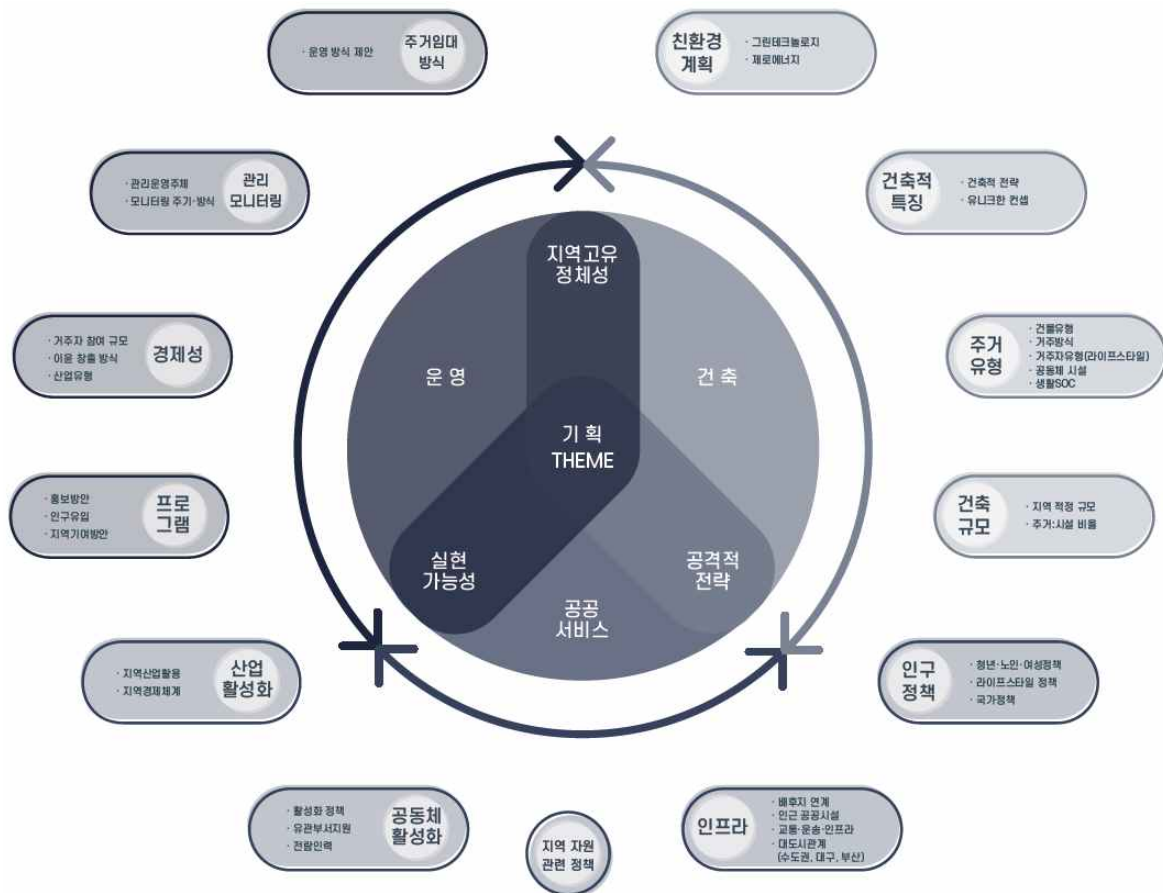 · 운영 방식 제안
주거임대
방식
친환경
계획
· 그린테크놀로지
· 제로에너지
· 관리운영주체
· 모니터링 주기·방식
관리
모니터링
건축적
특징
· 건축적 전략
· 유니크한 컨셉
지역고유
정체성
· 거주자 참여 규모
· 이윤 창출 방식
· 산업유형
경제성
운 영
건 축
주거
유형
· 건물유형
· 거주방식
· 거주자유형(라이프스타일)
· 공동체 시설
· 생활SOC
기 획
THEME
· 홍보방안
· 인구유입
· 지역기여방안
프로
그램
건축
규모
· 지역 적정 규모
· 주거:시설 비율
실현
가능성
공격적
전략
공공
서비스
· 지역산업활용
· 지역경제체계
산업
활성화
인구
정책
· 청년·노인·여성정책
· 라이프스타일 정책
· 국가정책
· 활성화 정책
· 유관부서지원
· 전람인력
공동체
활성화
지역 자원
관련 정책
인프라
· 배후지 연계
· 인근 공공시설
· 교통·운송·인프라
· 대도시관계
(수도권, 대구, 부산)